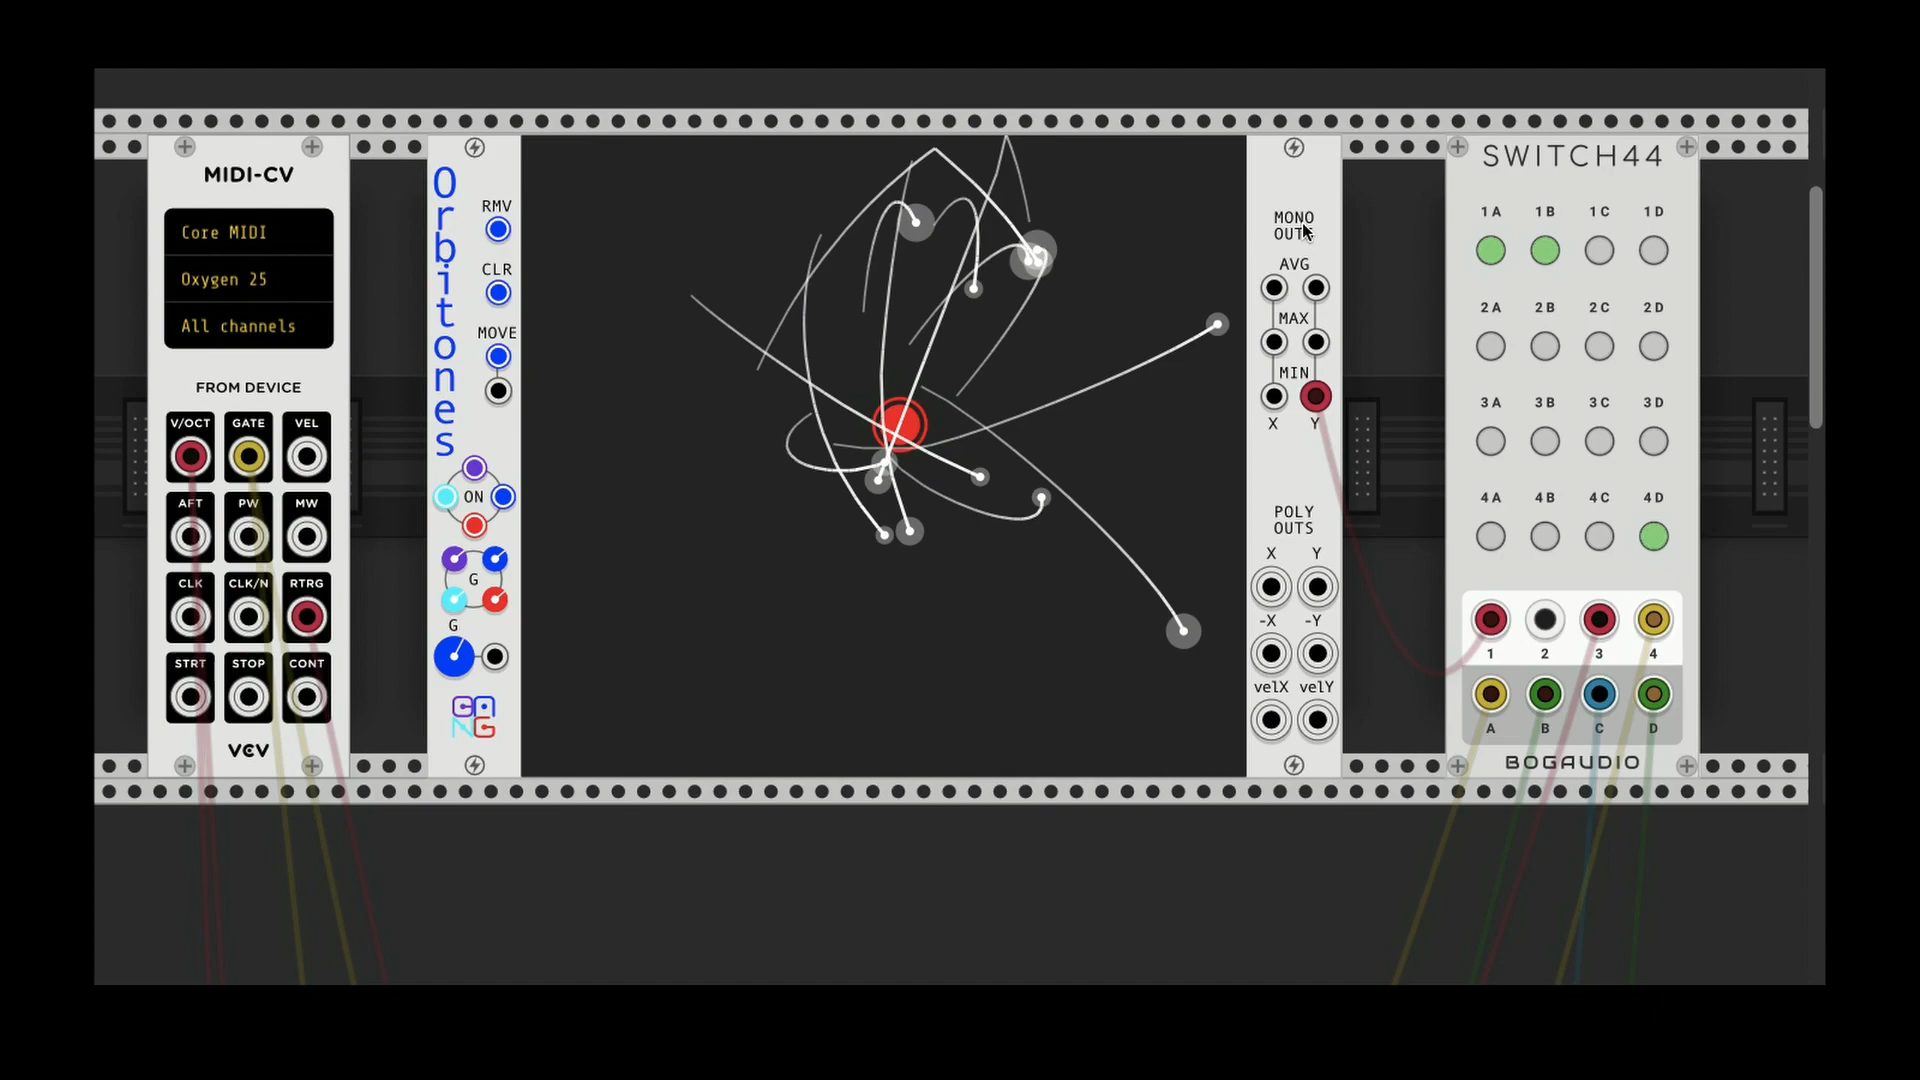 MIDI-CV
Core MIDI
Oxygen 25
All channels
FROM DEVICE
V/OCT GATE VEL
AFT PW MW
CLK CLK/N RTRG
STRT STOP CONT
VCV
Orbitones
RMV
CLR
MOVE
ON
G
G
CANG
MONO
OUTS
AVG
MAX
MIN
X Y
POLY
OUTS
X Y
-X -Y
velX velY
SWITCH44
1A 1B 1C 1D
2A 2B 2C 2D
3A 3B 3C 3D
4A 4B 4C 4D
1 2 3 4
A B C D
BOGAUDIO